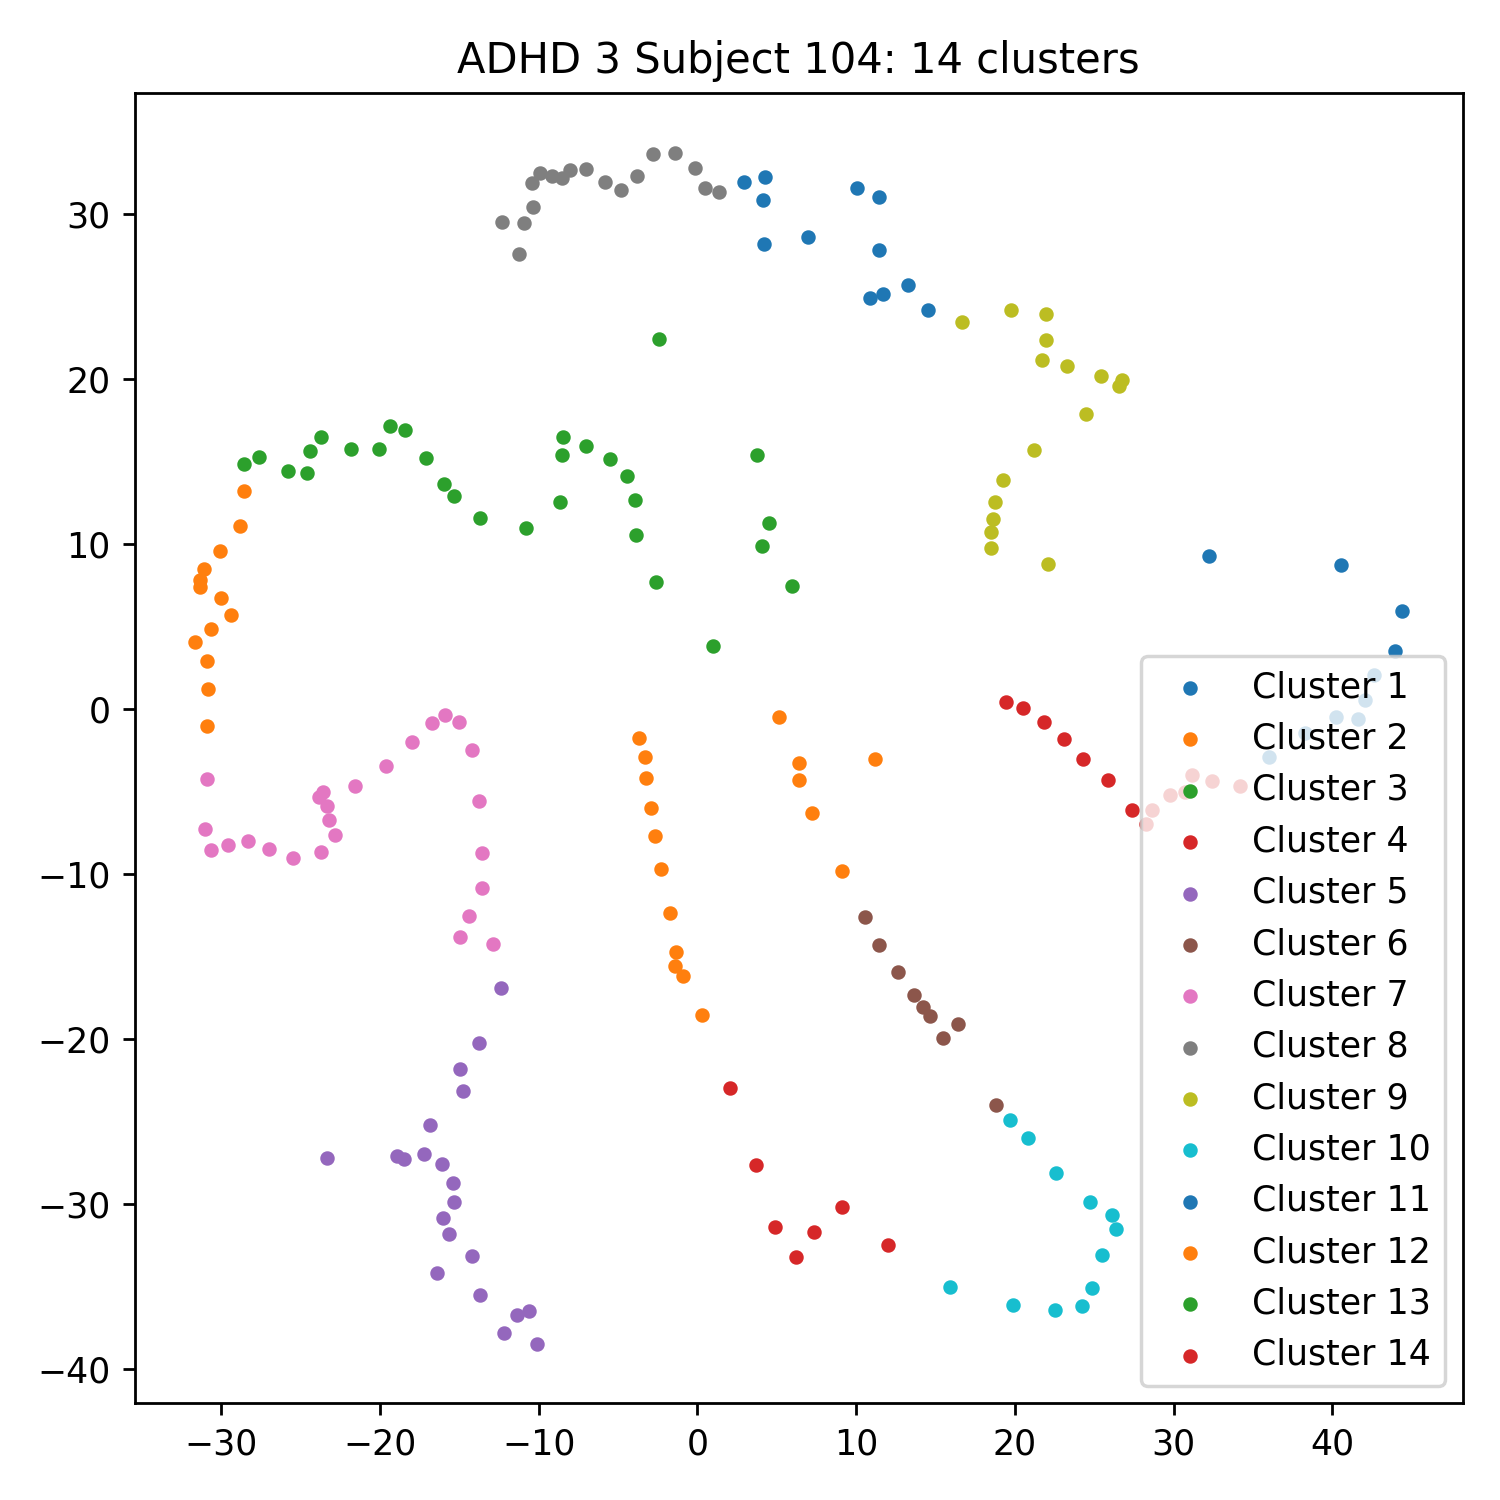 ADHD 3 Subject 104: 14 clusters
30
20
10
0
−10
−20
−30
−40
−30
−20
−10
0
10
20
30
40
Cluster 1
Cluster 2
Cluster 3
Cluster 4
Cluster 5
Cluster 6
Cluster 7
Cluster 8
Cluster 9
Cluster 10
Cluster 11
Cluster 12
Cluster 13
Cluster 14